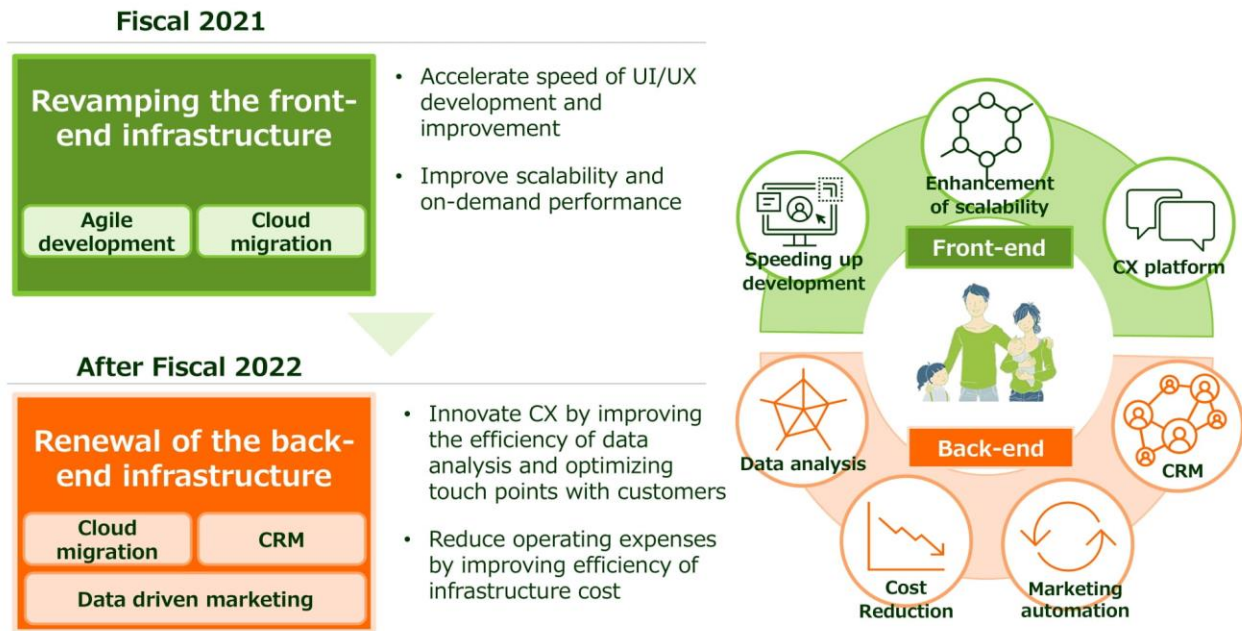 Fiscal 2021
Revamping the front-
end infrastructure
Agile
development
Cloud
migration
• Accelerate speed of UI/UX
development and
improvement
• Improve scalability and
on-demand performance
After Fiscal 2022
Renewal of the back-
end infrastructure
Cloud
migration
CRM
Data driven marketing
• Innovate CX by improving
the efficiency of data
analysis and optimizing
touch points with customers
• Reduce operating expenses
by improving efficiency of
infrastructure cost
Enhancement
of scalability
Speeding up
development
Front-end
CX platform
Data analysis
Back-end
CRM
Cost
Reduction
Marketing
automation